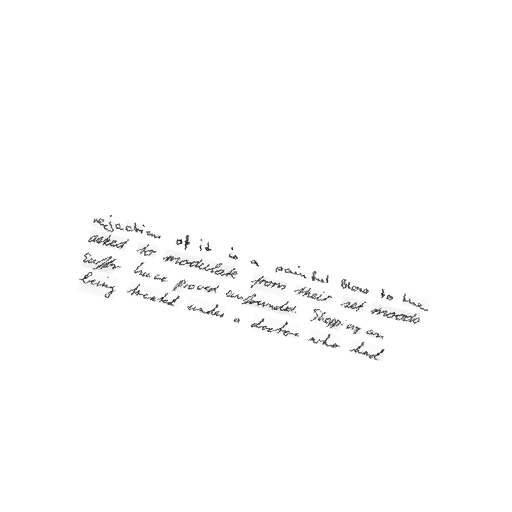 rejection of it is a painful blow to the
asked to modulate from their set moods
suffer have proved unfounded. Shopping an
being treated under a doctor who had